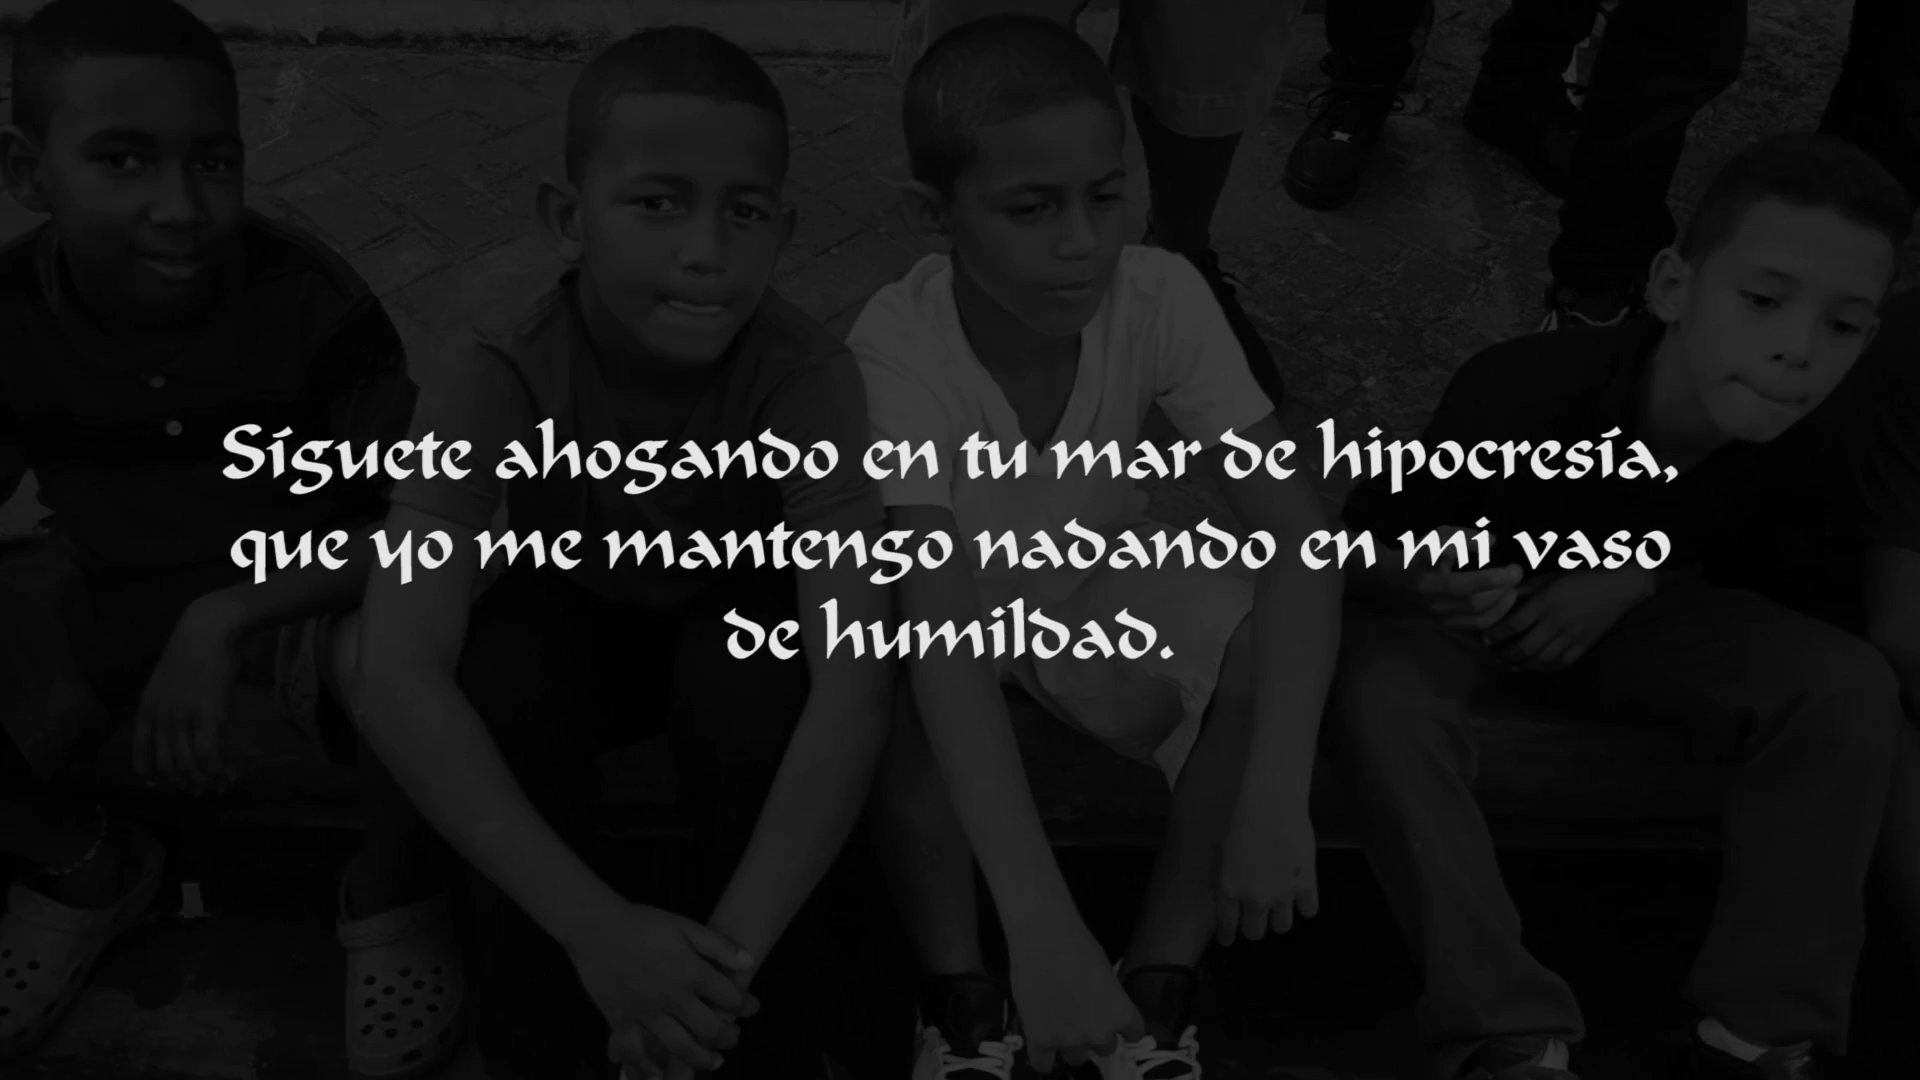 Síguete ahogando en tu mar de hipocresía,
que yo me mantengo nadando en mi vaso
de humildad.